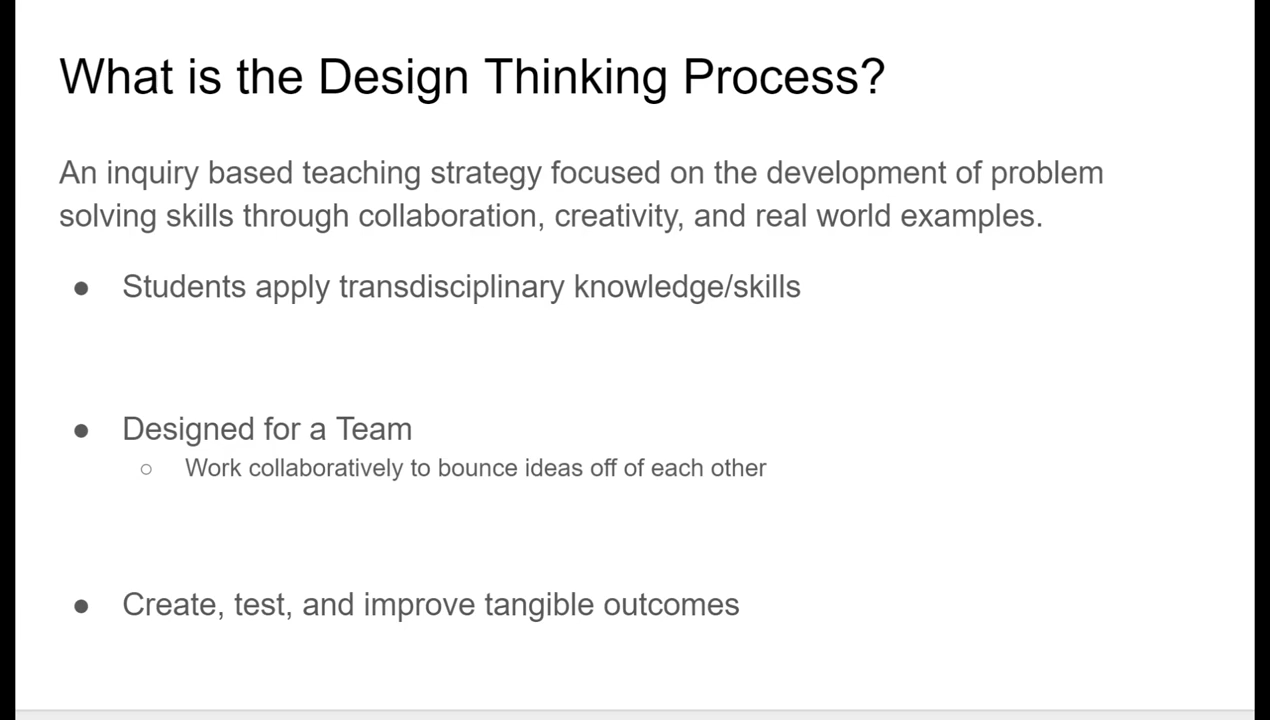 What is the Design Thinking Process?
An inquiry based teaching strategy focused on the development of problem
solving skills through collaboration, creativity, and real world examples.
● Students apply transdisciplinary knowledge/skills
● Designed for a Team
○ Work collaboratively to bounce ideas off of each other
● Create, test, and improve tangible outcomes